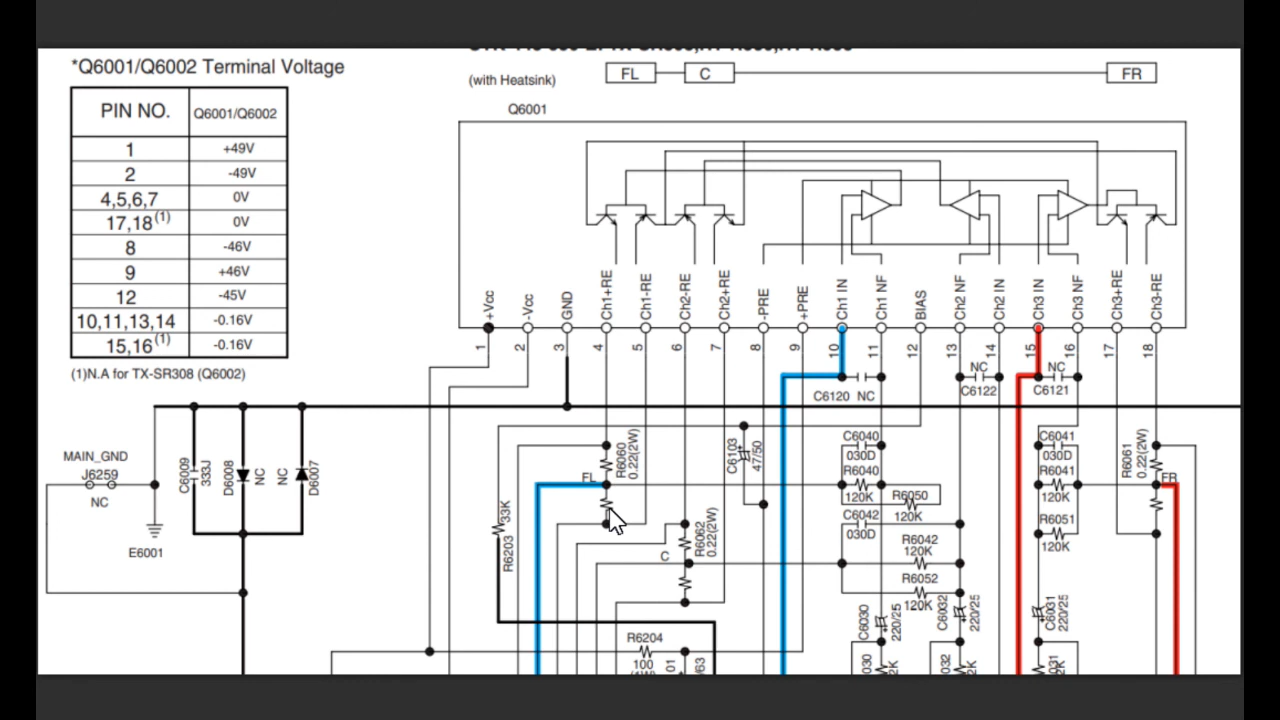 *Q6001/Q6002 Terminal Voltage
PIN NO. Q6001/Q6002
1 +49V
2 -49V
4,5,6,7 0V
17,18(1) 0V
8 -46V
9 +46V
12 -45V
10,11,13,14 -0.16V
15,16(1) -0.16V
(1)N.A for TX-SR308 (Q6002)
(with Heatsink)
FL C FR
Q6001
+Vcc
-Vcc
GND
Ch1+RE
Ch1-RE
Ch2-RE
Ch2+RE
-PRE
+PRE
Ch1 IN
Ch1 NF
BIAS
Ch2 NF
Ch2 IN
Ch3 IN
Ch3 NF
Ch3+RE
Ch3-RE
1 2 3 4 5 6 7 8 9 10 11 12 13 14 15 16 17 18
C6120 NC
NC
C6122
NC
C6121
MAIN_GND
J6259
NC
E6001
C6009
333J
D6008
NC
NC
D6007
R6203
33K
FL
R6060
0.22(2W)
C
R6062
0.22(2W)
C6103
47/50
C6040
030D
R6040
120K
R6050
120K
C6042
030D
R6042
120K
R6052
120K
C6041
030D
R6041
120K
R6051
120K
R6061
0.22(2W)
FR
C6030
220/25
C6032
220/25
C6031
220/25
R6204
100